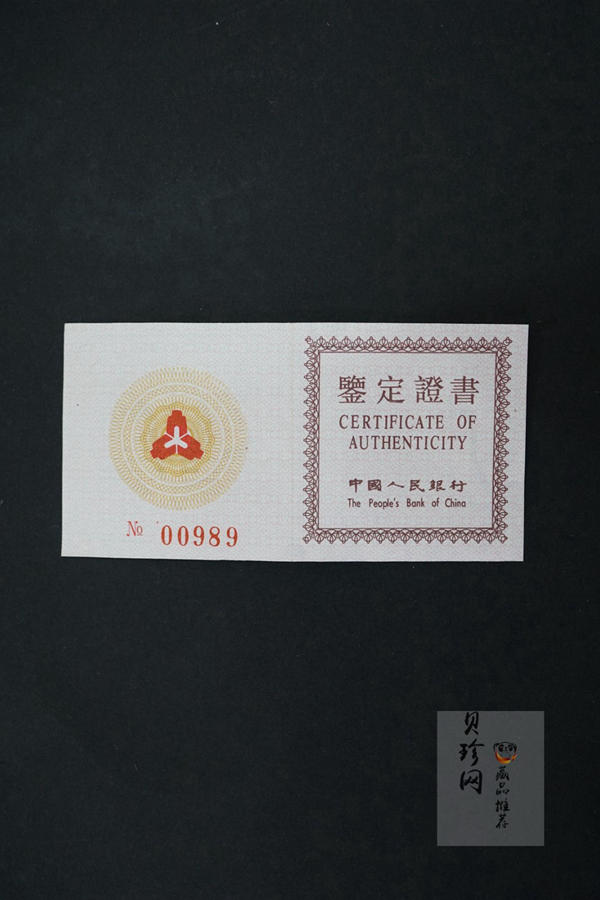 № 00989
鑒定證書
CERTIFICATE OF
AUTHENTICITY
中國人民銀行
The People's Bank of China
贝珍网
藏品推荐